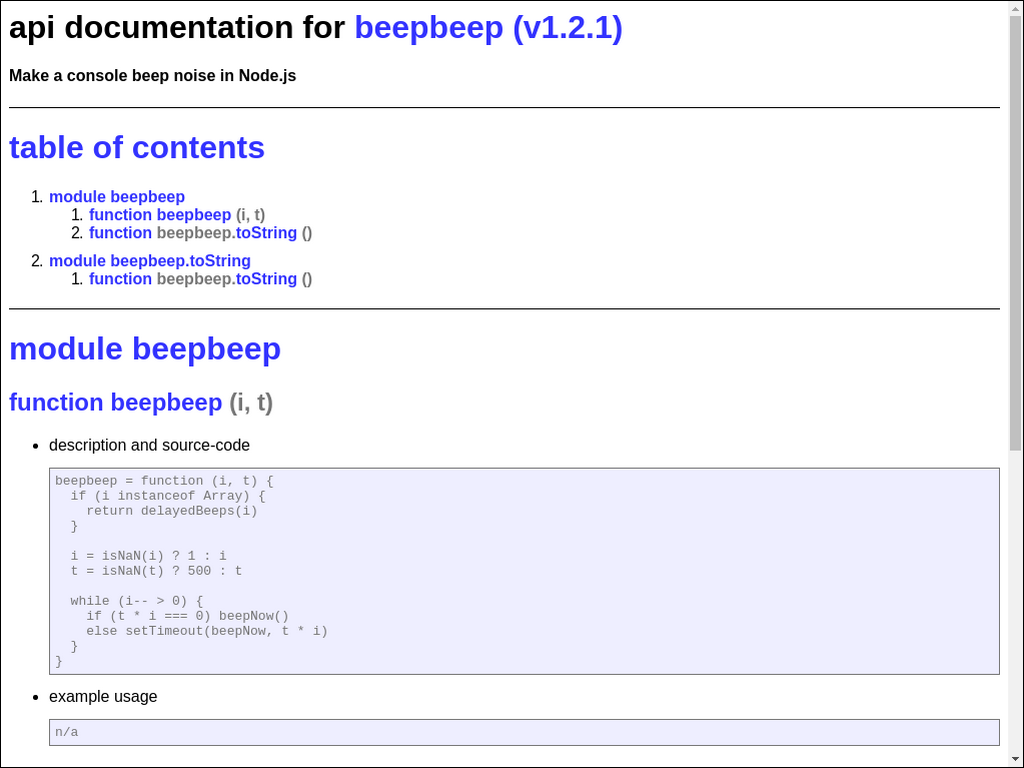 api documentation for beepbeep (v1.2.1)
Make a console beep noise in Node.js
table of contents
1. module beepbeep
1. function beepbeep (i, t)
2. function beepbeep.toString ()
2. module beepbeep.toString
1. function beepbeep.toString ()
module beepbeep
function beepbeep (i, t)
• description and source-code
beepbeep = function (i, t) {
  if (i instanceof Array) {
    return delayedBeeps(i)
  }
  i = isNaN(i) ? 1 : i
  t = isNaN(t) ? 500 : t
  while (i-- > 0) {
    if (t * i === 0) beepNow()
    else setTimeout(beepNow, t * i)
  }
}
• example usage
n/a